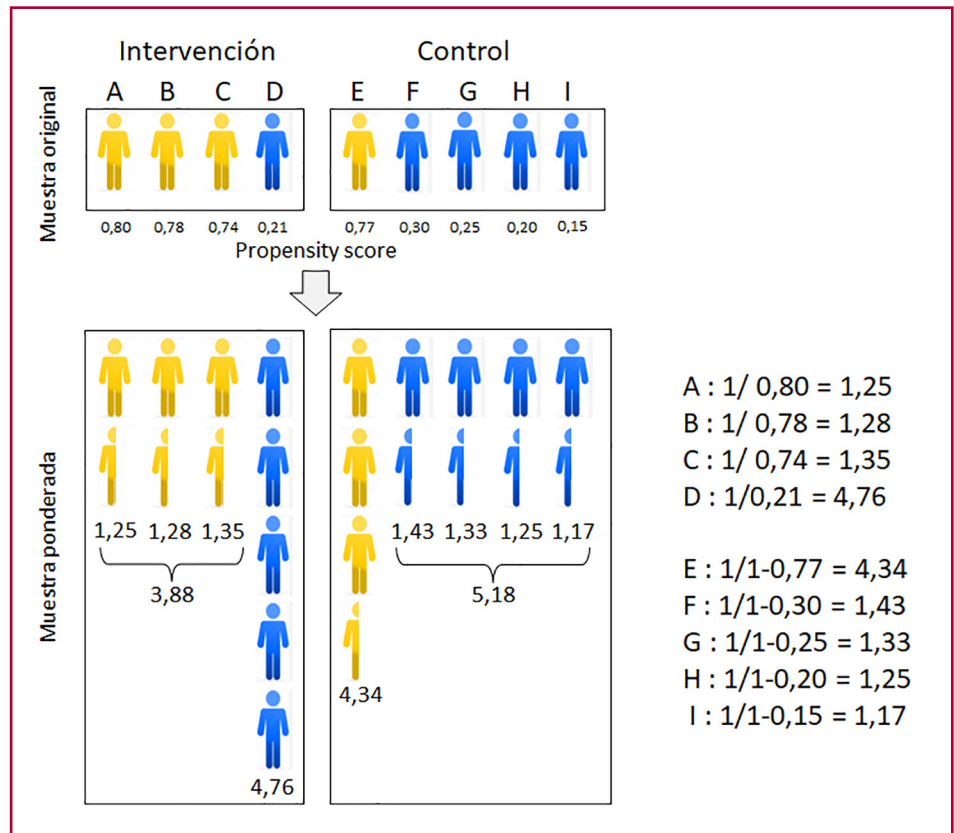 Intervención Control
A B C D E F G H I
Muestra original
0,80 0,78 0,74 0,21 0,77 0,30 0,25 0,20 0,15
Propensity score
Muestra ponderada
1,25 1,28 1,35 1,43 1,33 1,25 1,17
3,88 5,18
4,34
4,76
A : 1/ 0,80 = 1,25
B : 1/ 0,78 = 1,28
C : 1/ 0,74 = 1,35
D : 1/0,21 = 4,76
E : 1/1-0,77 = 4,34
F : 1/1-0,30 = 1,43
G : 1/1-0,25 = 1,33
H : 1/1-0,20 = 1,25
I : 1/1-0,15 = 1,17